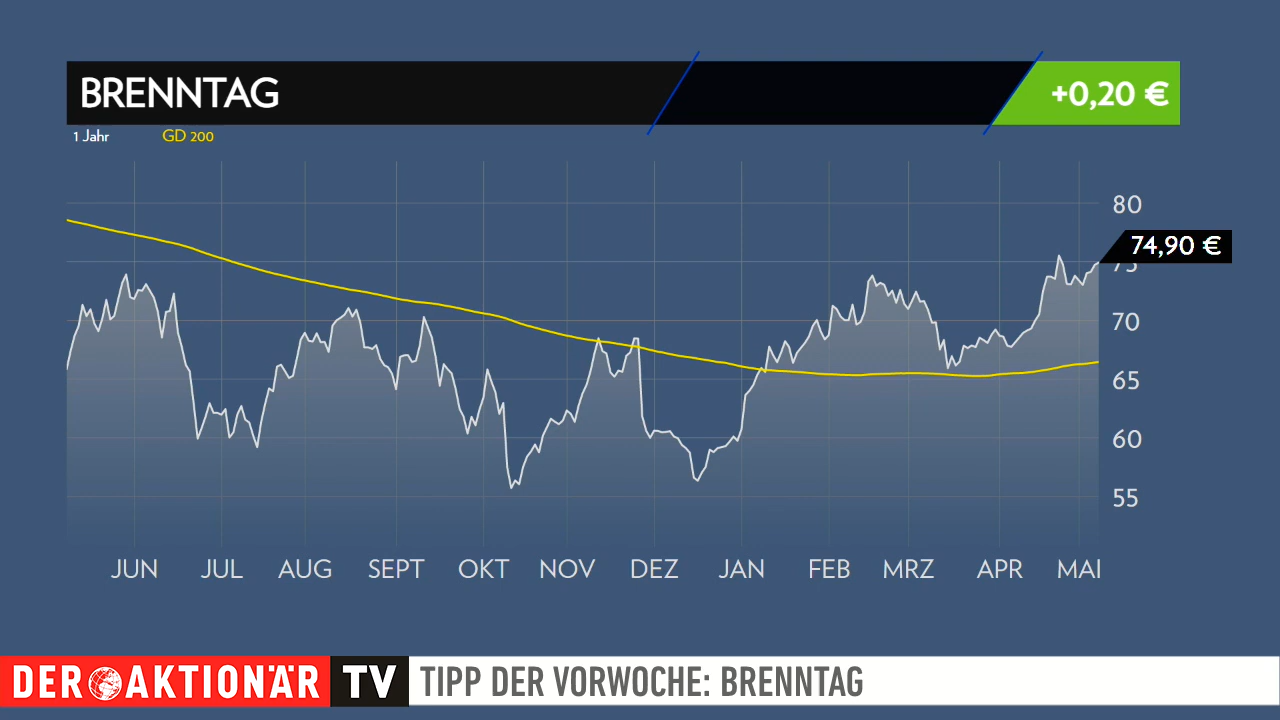 BRENNTAG
+0,20 €
1 Jahr GD 200
80
74,90 €
75
70
65
60
55
JUN JUL AUG SEPT OKT NOV DEZ JAN FEB MRZ APR MAI
DER AKTIONÄR TV TIPP DER VORWOCHE: BRENNTAG